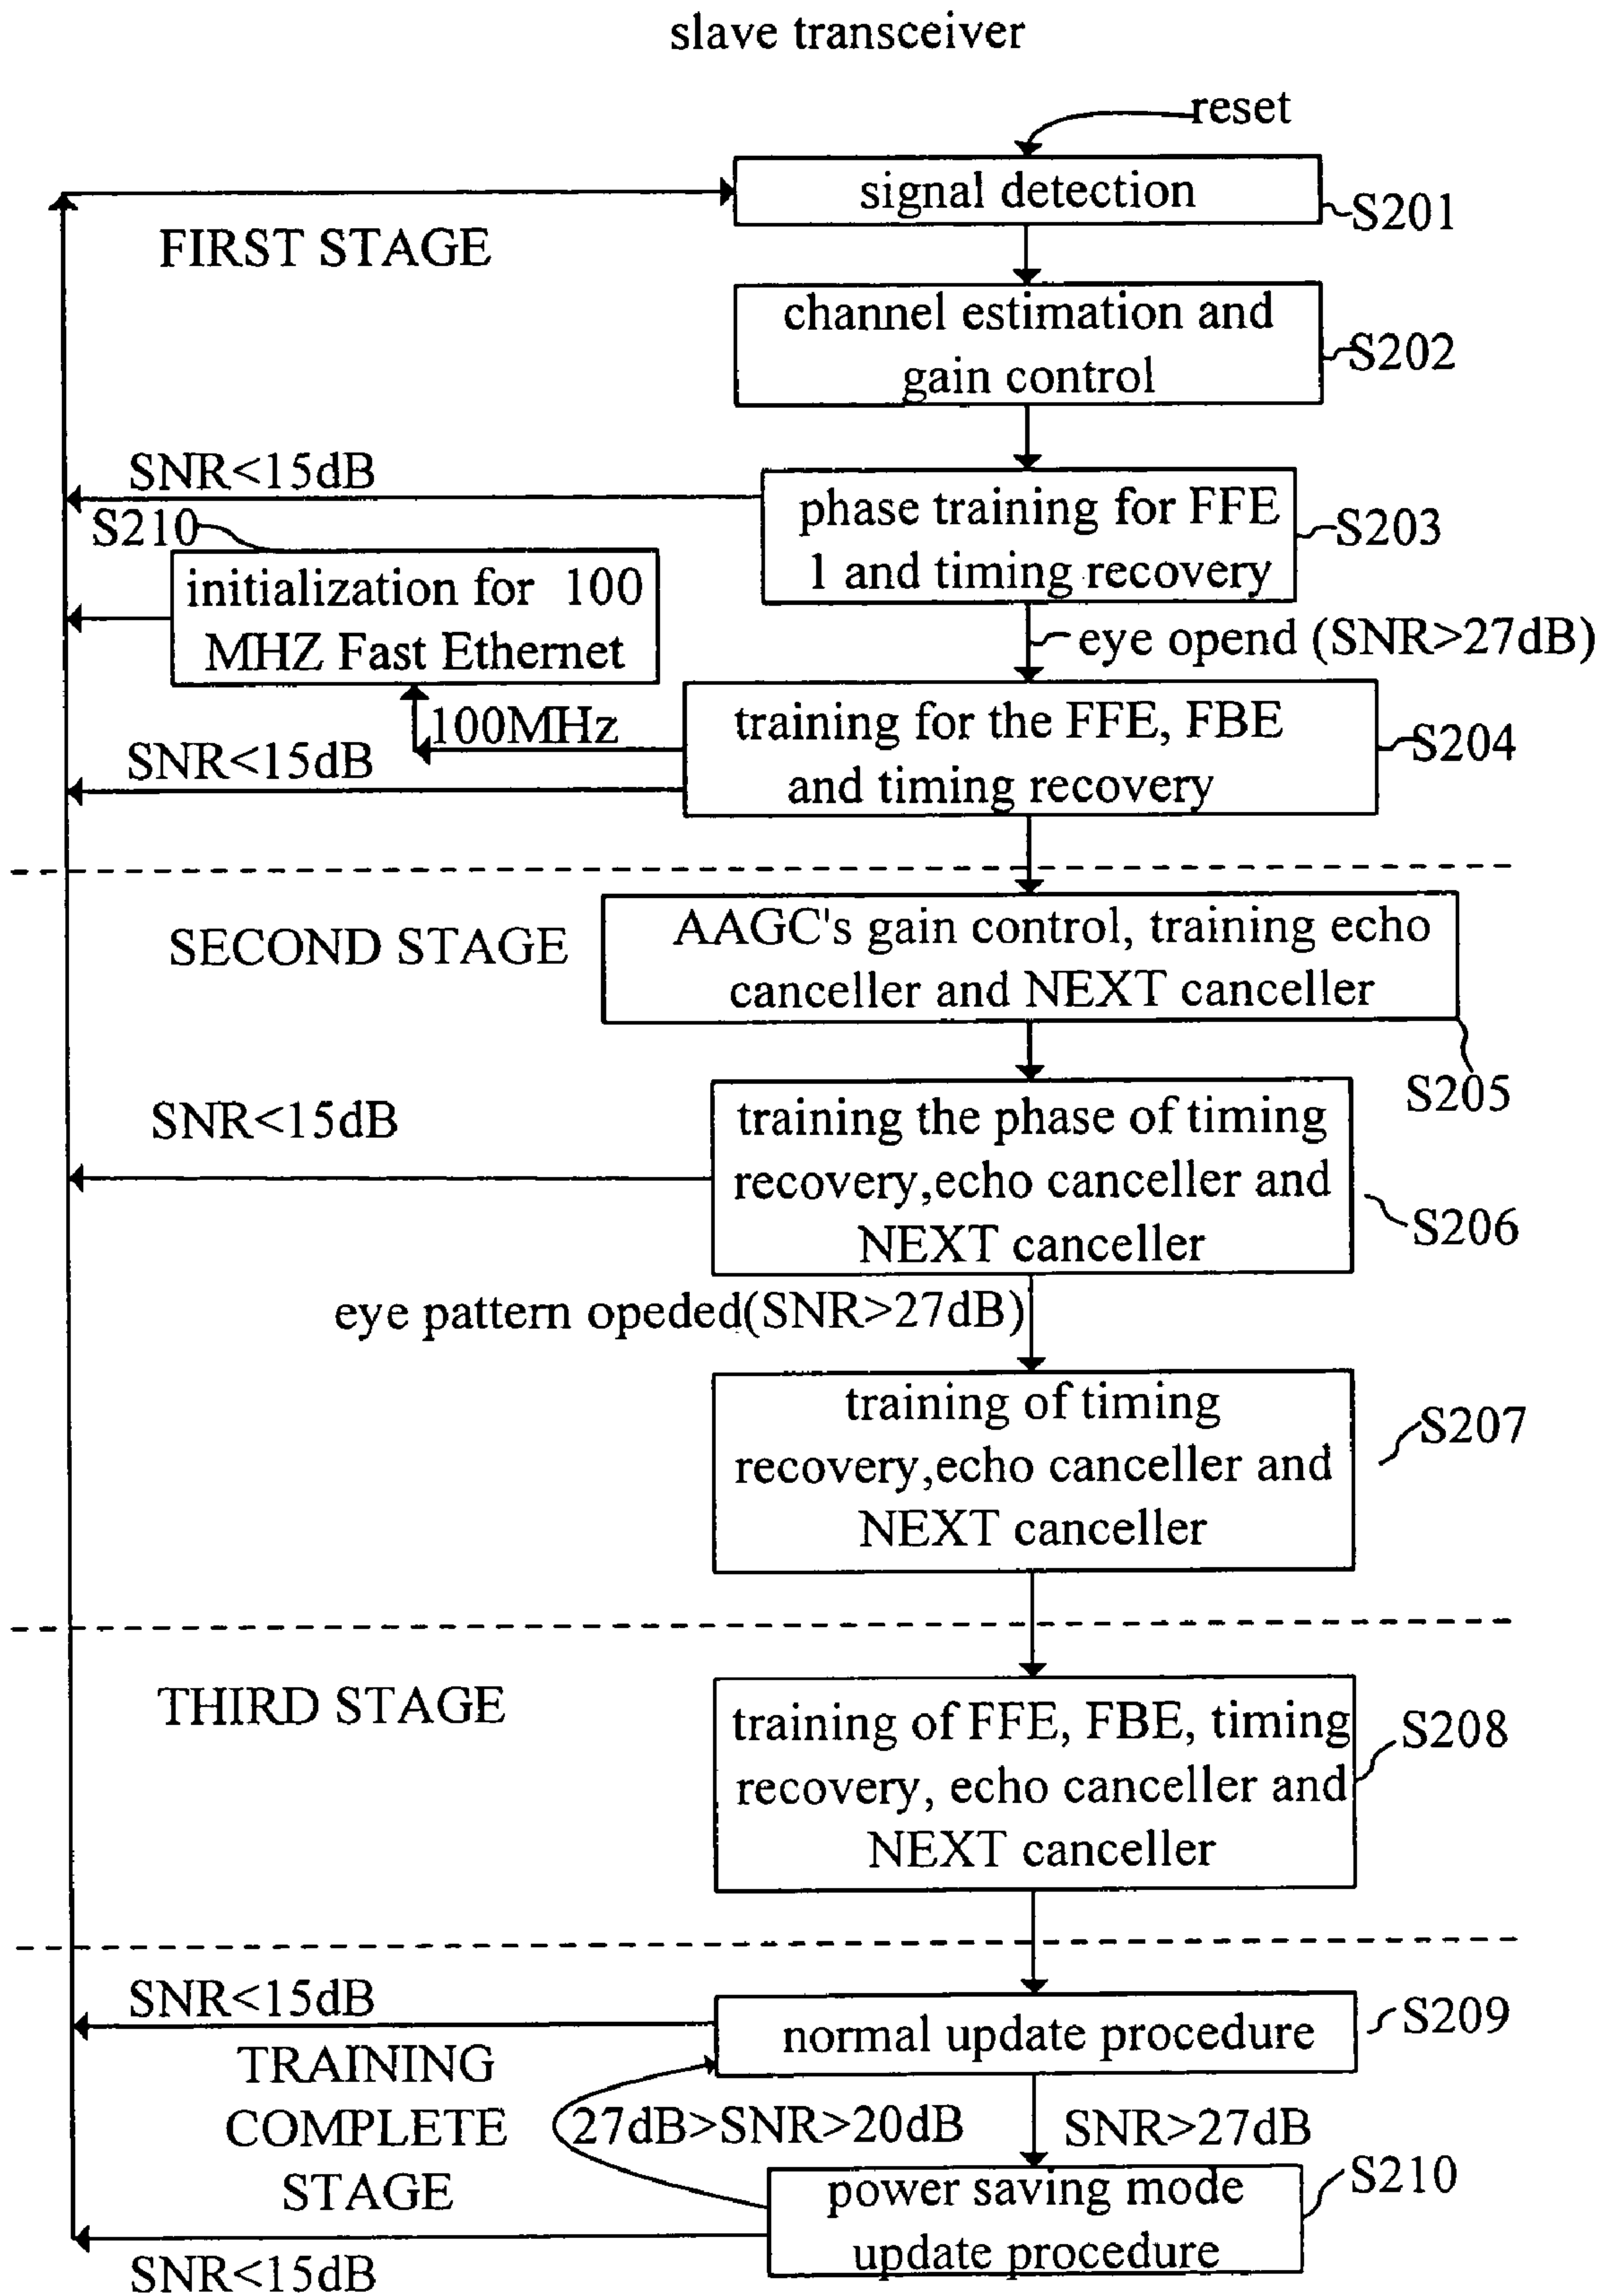 slave transceiver
reset
signal detection
S201
FIRST STAGE
channel estimation and
gain control
S202
SNR<15dB
phase training for FFE
1 and timing recovery
S203
S210
initialization for 100
MHZ Fast Ethernet
eye opend (SNR>27dB)
100MHz
training for the FFE, FBE
and timing recovery
S204
SNR<15dB
SECOND STAGE
AAGC's gain control, training echo
canceller and NEXT canceller
S205
SNR<15dB
training the phase of timing
recovery,echo canceller and
NEXT canceller
S206
eye pattern opeded(SNR>27dB)
training of timing
recovery,echo canceller and
NEXT canceller
S207
THIRD STAGE
training of FFE, FBE, timing
recovery, echo canceller and
NEXT canceller
S208
SNR<15dB
normal update procedure
S209
TRAINING
COMPLETE
STAGE
27dB>SNR>20dB
SNR>27dB
power saving mode
update procedure
S210
SNR<15dB